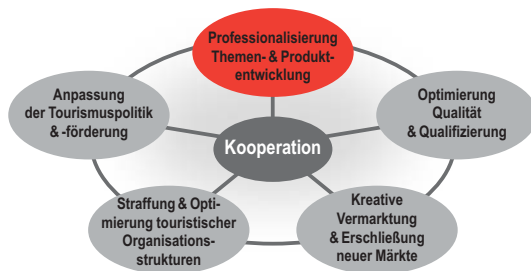 Professionalisierung
Themen- & Produkt-
entwicklung
Anpassung
der Tourismuspolitik
& -förderung
Optimierung
Qualität
& Qualifizierung
Kooperation
Straffung & Opti-
mierung touristischer
Organisations-
strukturen
Kreative
Vermarktung
& Erschließung
neuer Märkte